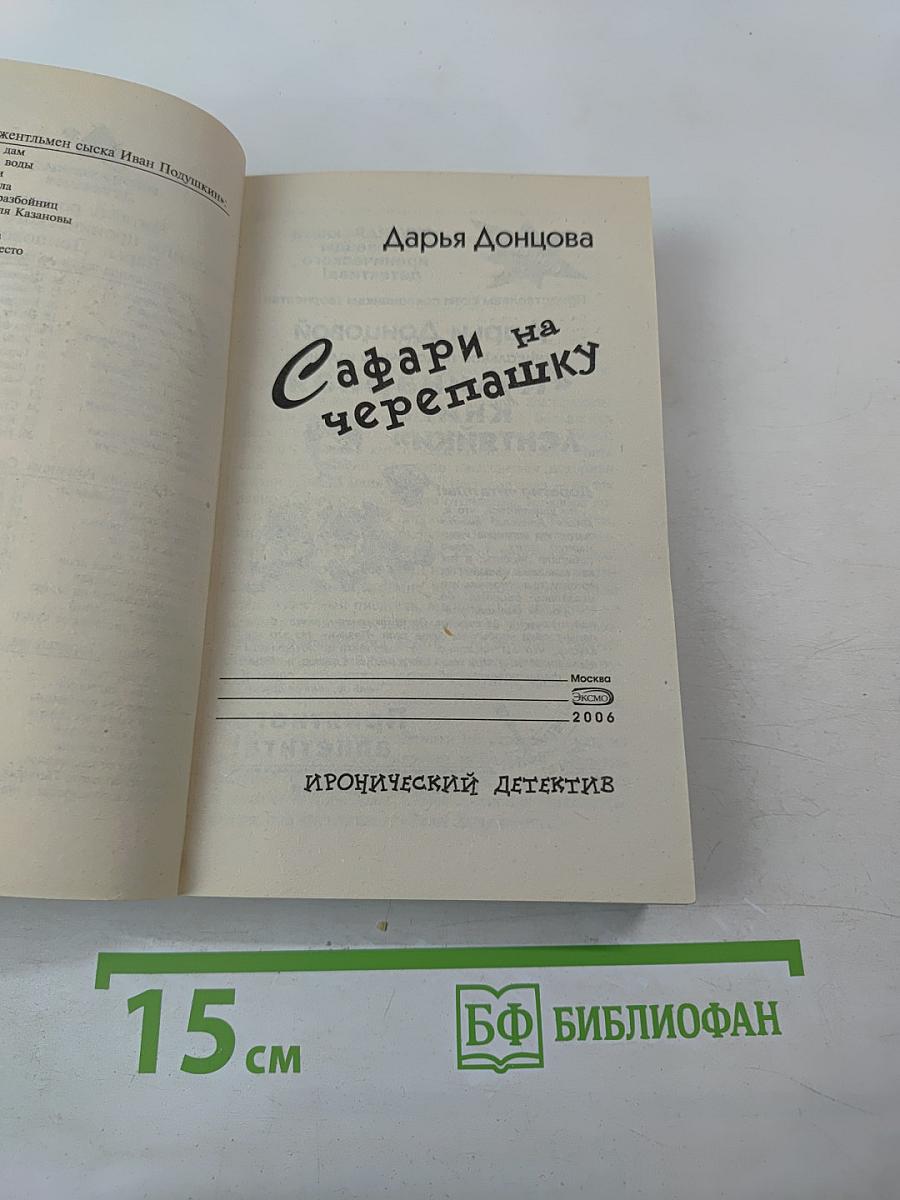 жентльмен сыска Иван Подушкин»:
дам
воды
и
ла
разбойниц
ля Казановы
есто
Дарья Донцова
Сафари на
черепашку
Москва
ЭКСМО
2006
ИРОНИЧЕСКИЙ ДЕТЕКТИВ
15 см
БФ БИБЛИОФАН